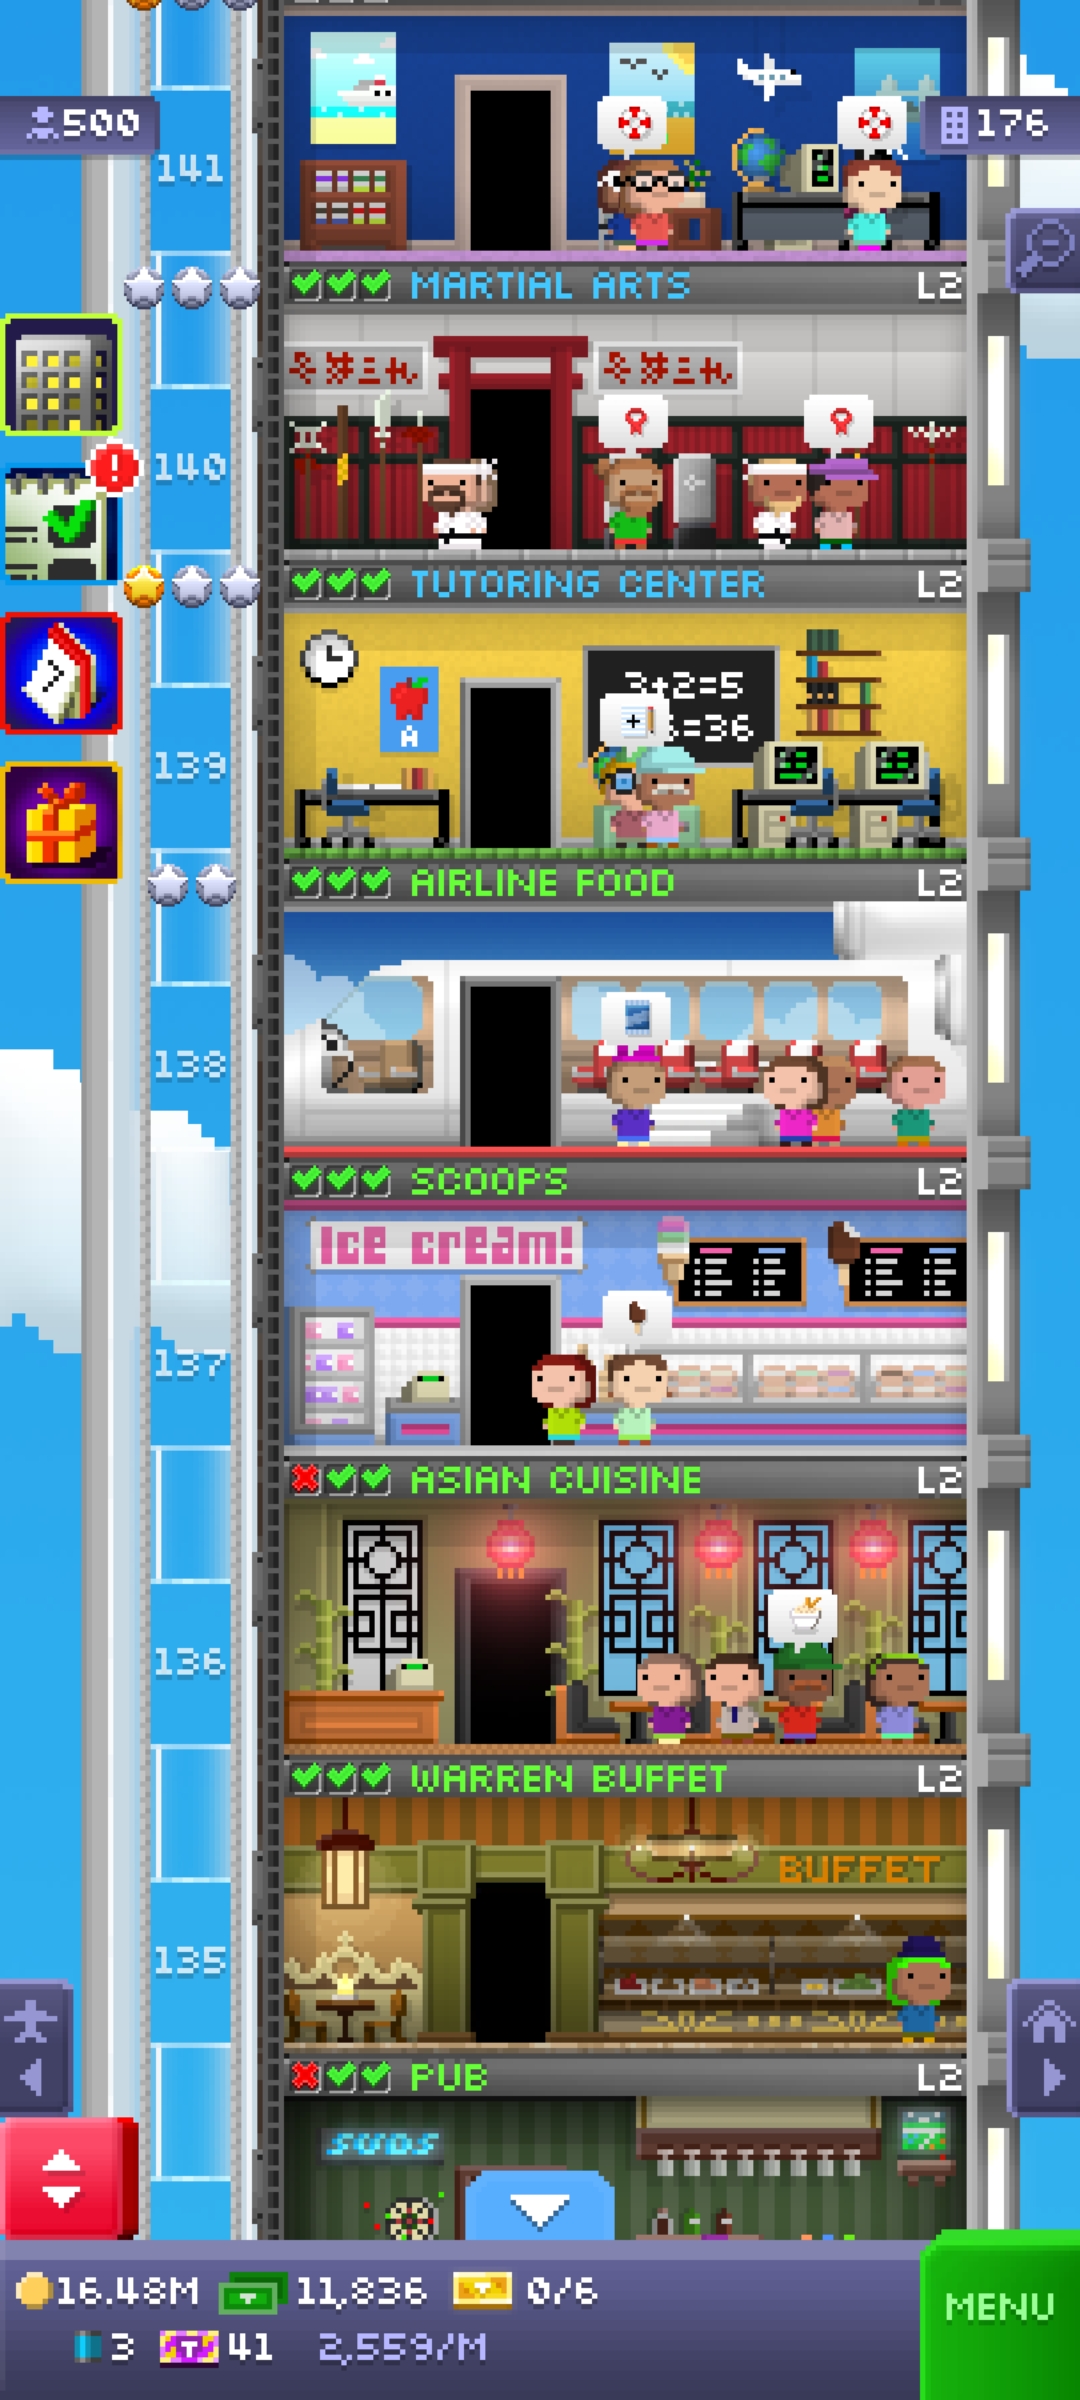 500
176
141
MARTIAL ARTS L2
140
TUTORING CENTER L2
3+2=5
=36
A
7
139
AIRLINE FOOD L2
138
SCOOPS L2
Ice cream!
137
ASIAN CUISINE L2
136
WARREN BUFFET L2
BUFFET
135
PUB L2
SUDS
16.48M 11,836 0/6
3 T 41 2,559/M
MENU